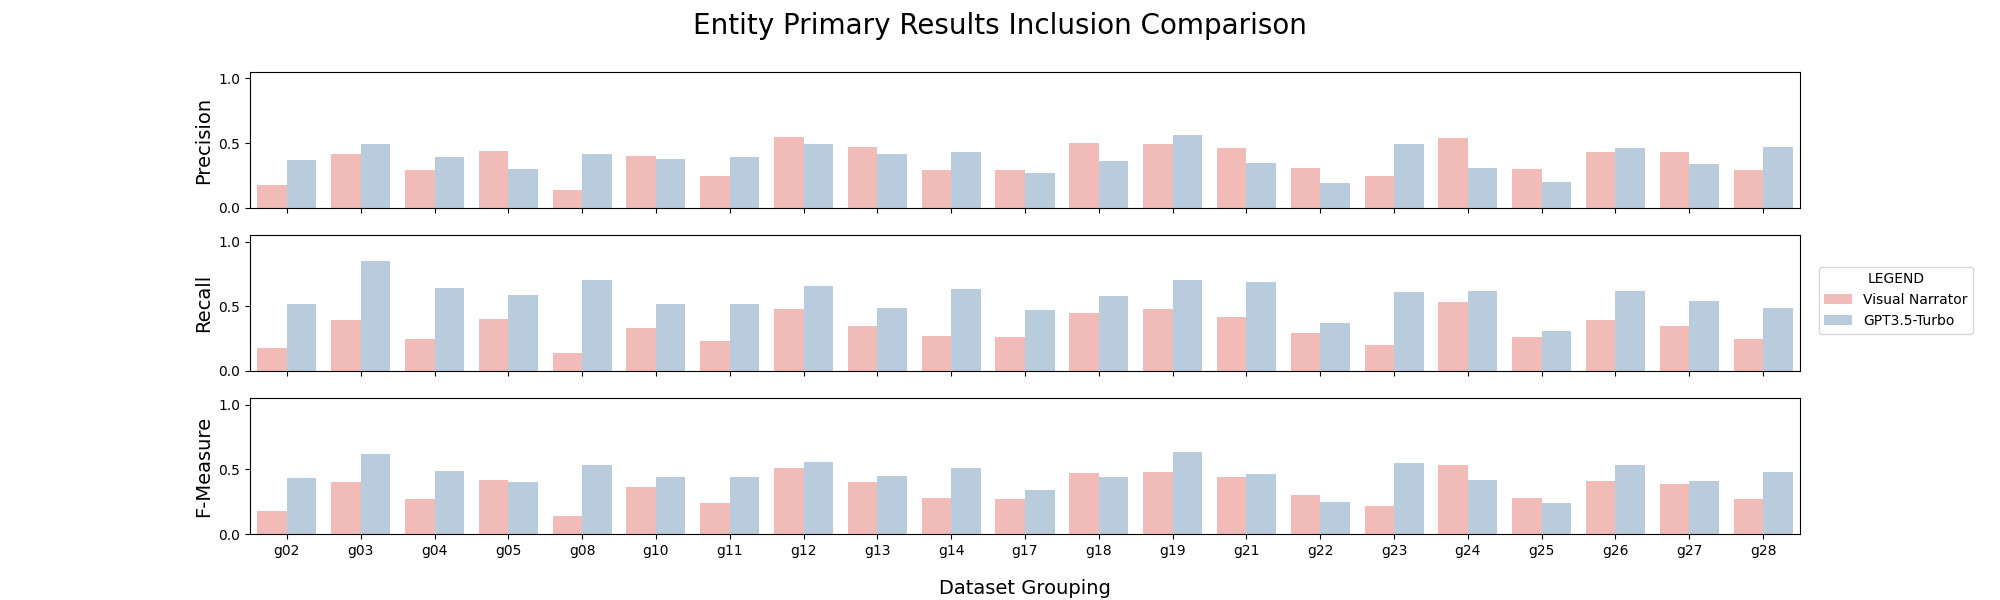 Entity Primary Results Inclusion Comparison
Precision
1.0
0.5
0.0
Recall
1.0
0.5
0.0
LEGEND
Visual Narrator
GPT3.5-Turbo
F-Measure
1.0
0.5
0.0
g02 g03 g04 g05 g08 g10 g11 g12 g13 g14 g17 g18 g19 g21 g22 g23 g24 g25 g26 g27 g28
Dataset Grouping